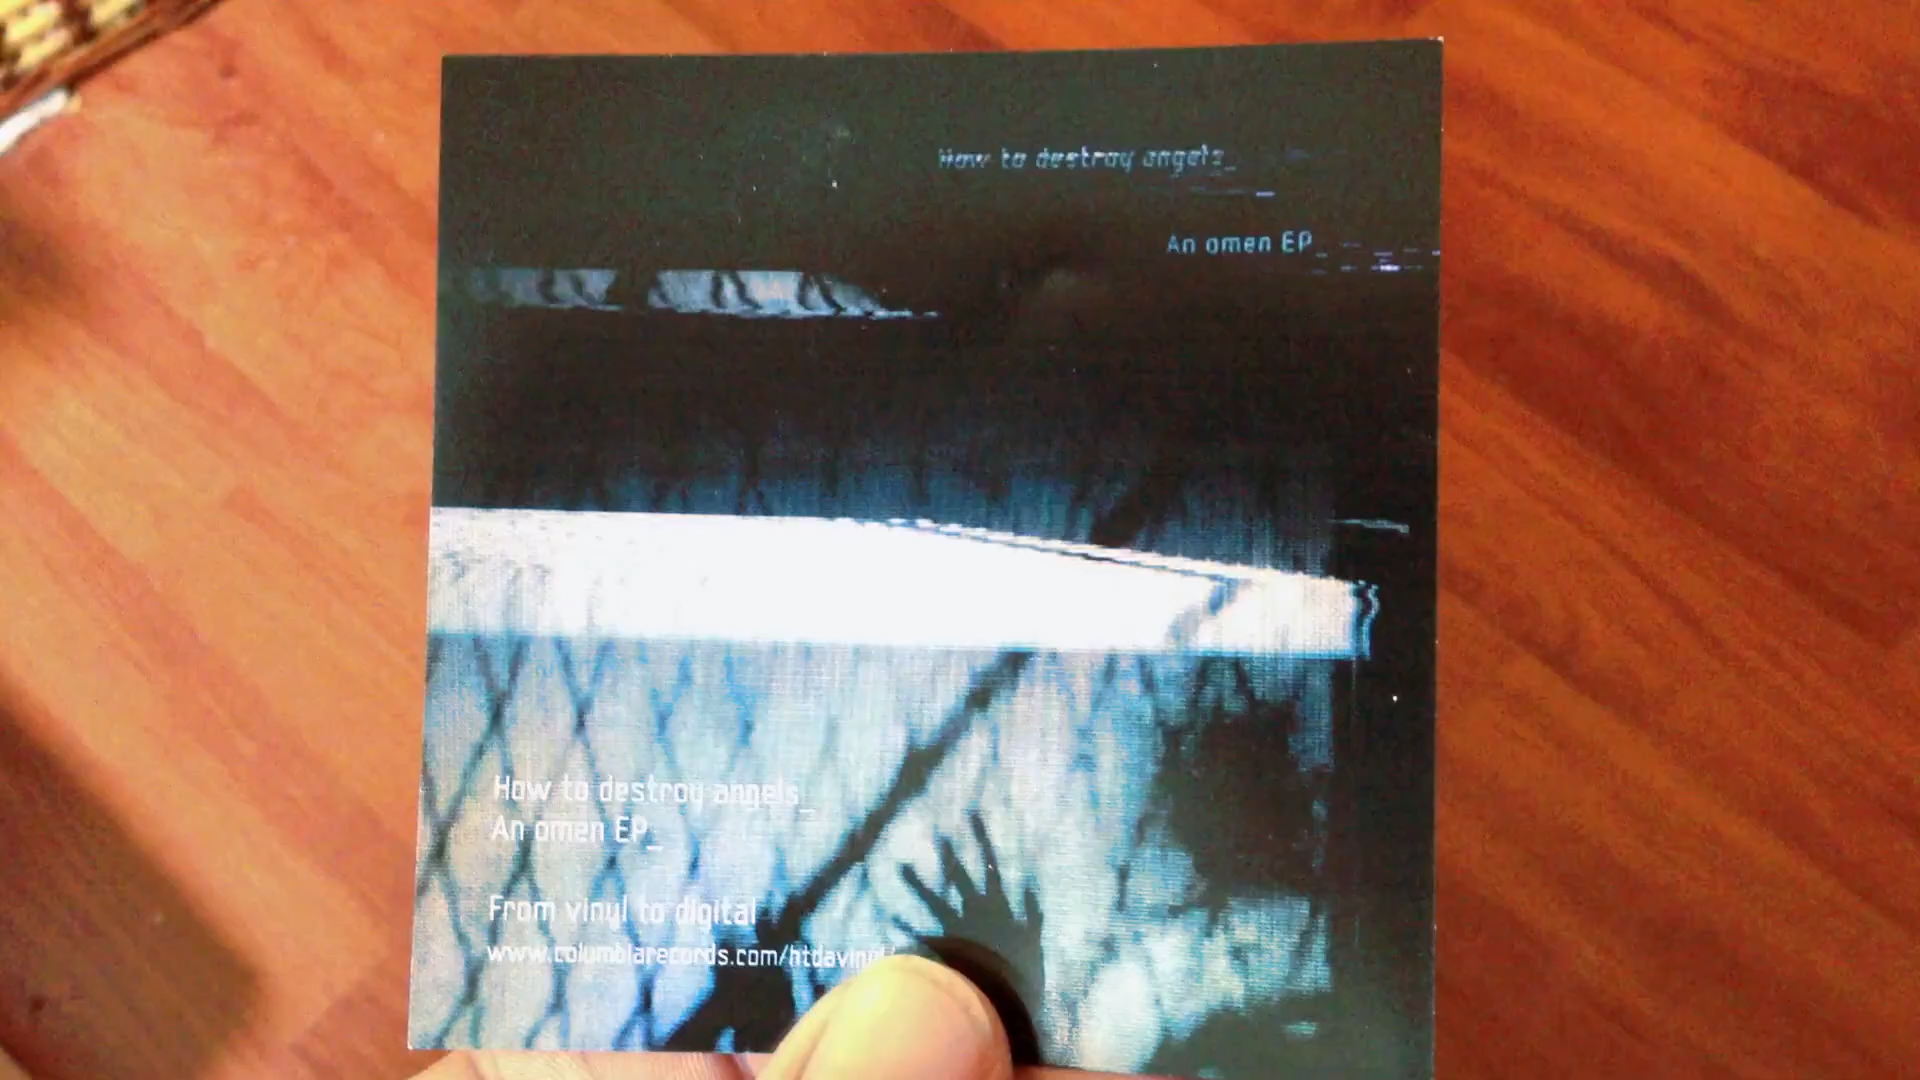 How to destroy angels_
An omen EP_
How to destroy angels_
An omen EP_
From vinyl to digital
www.columbiarecords.com/htdavinyl/